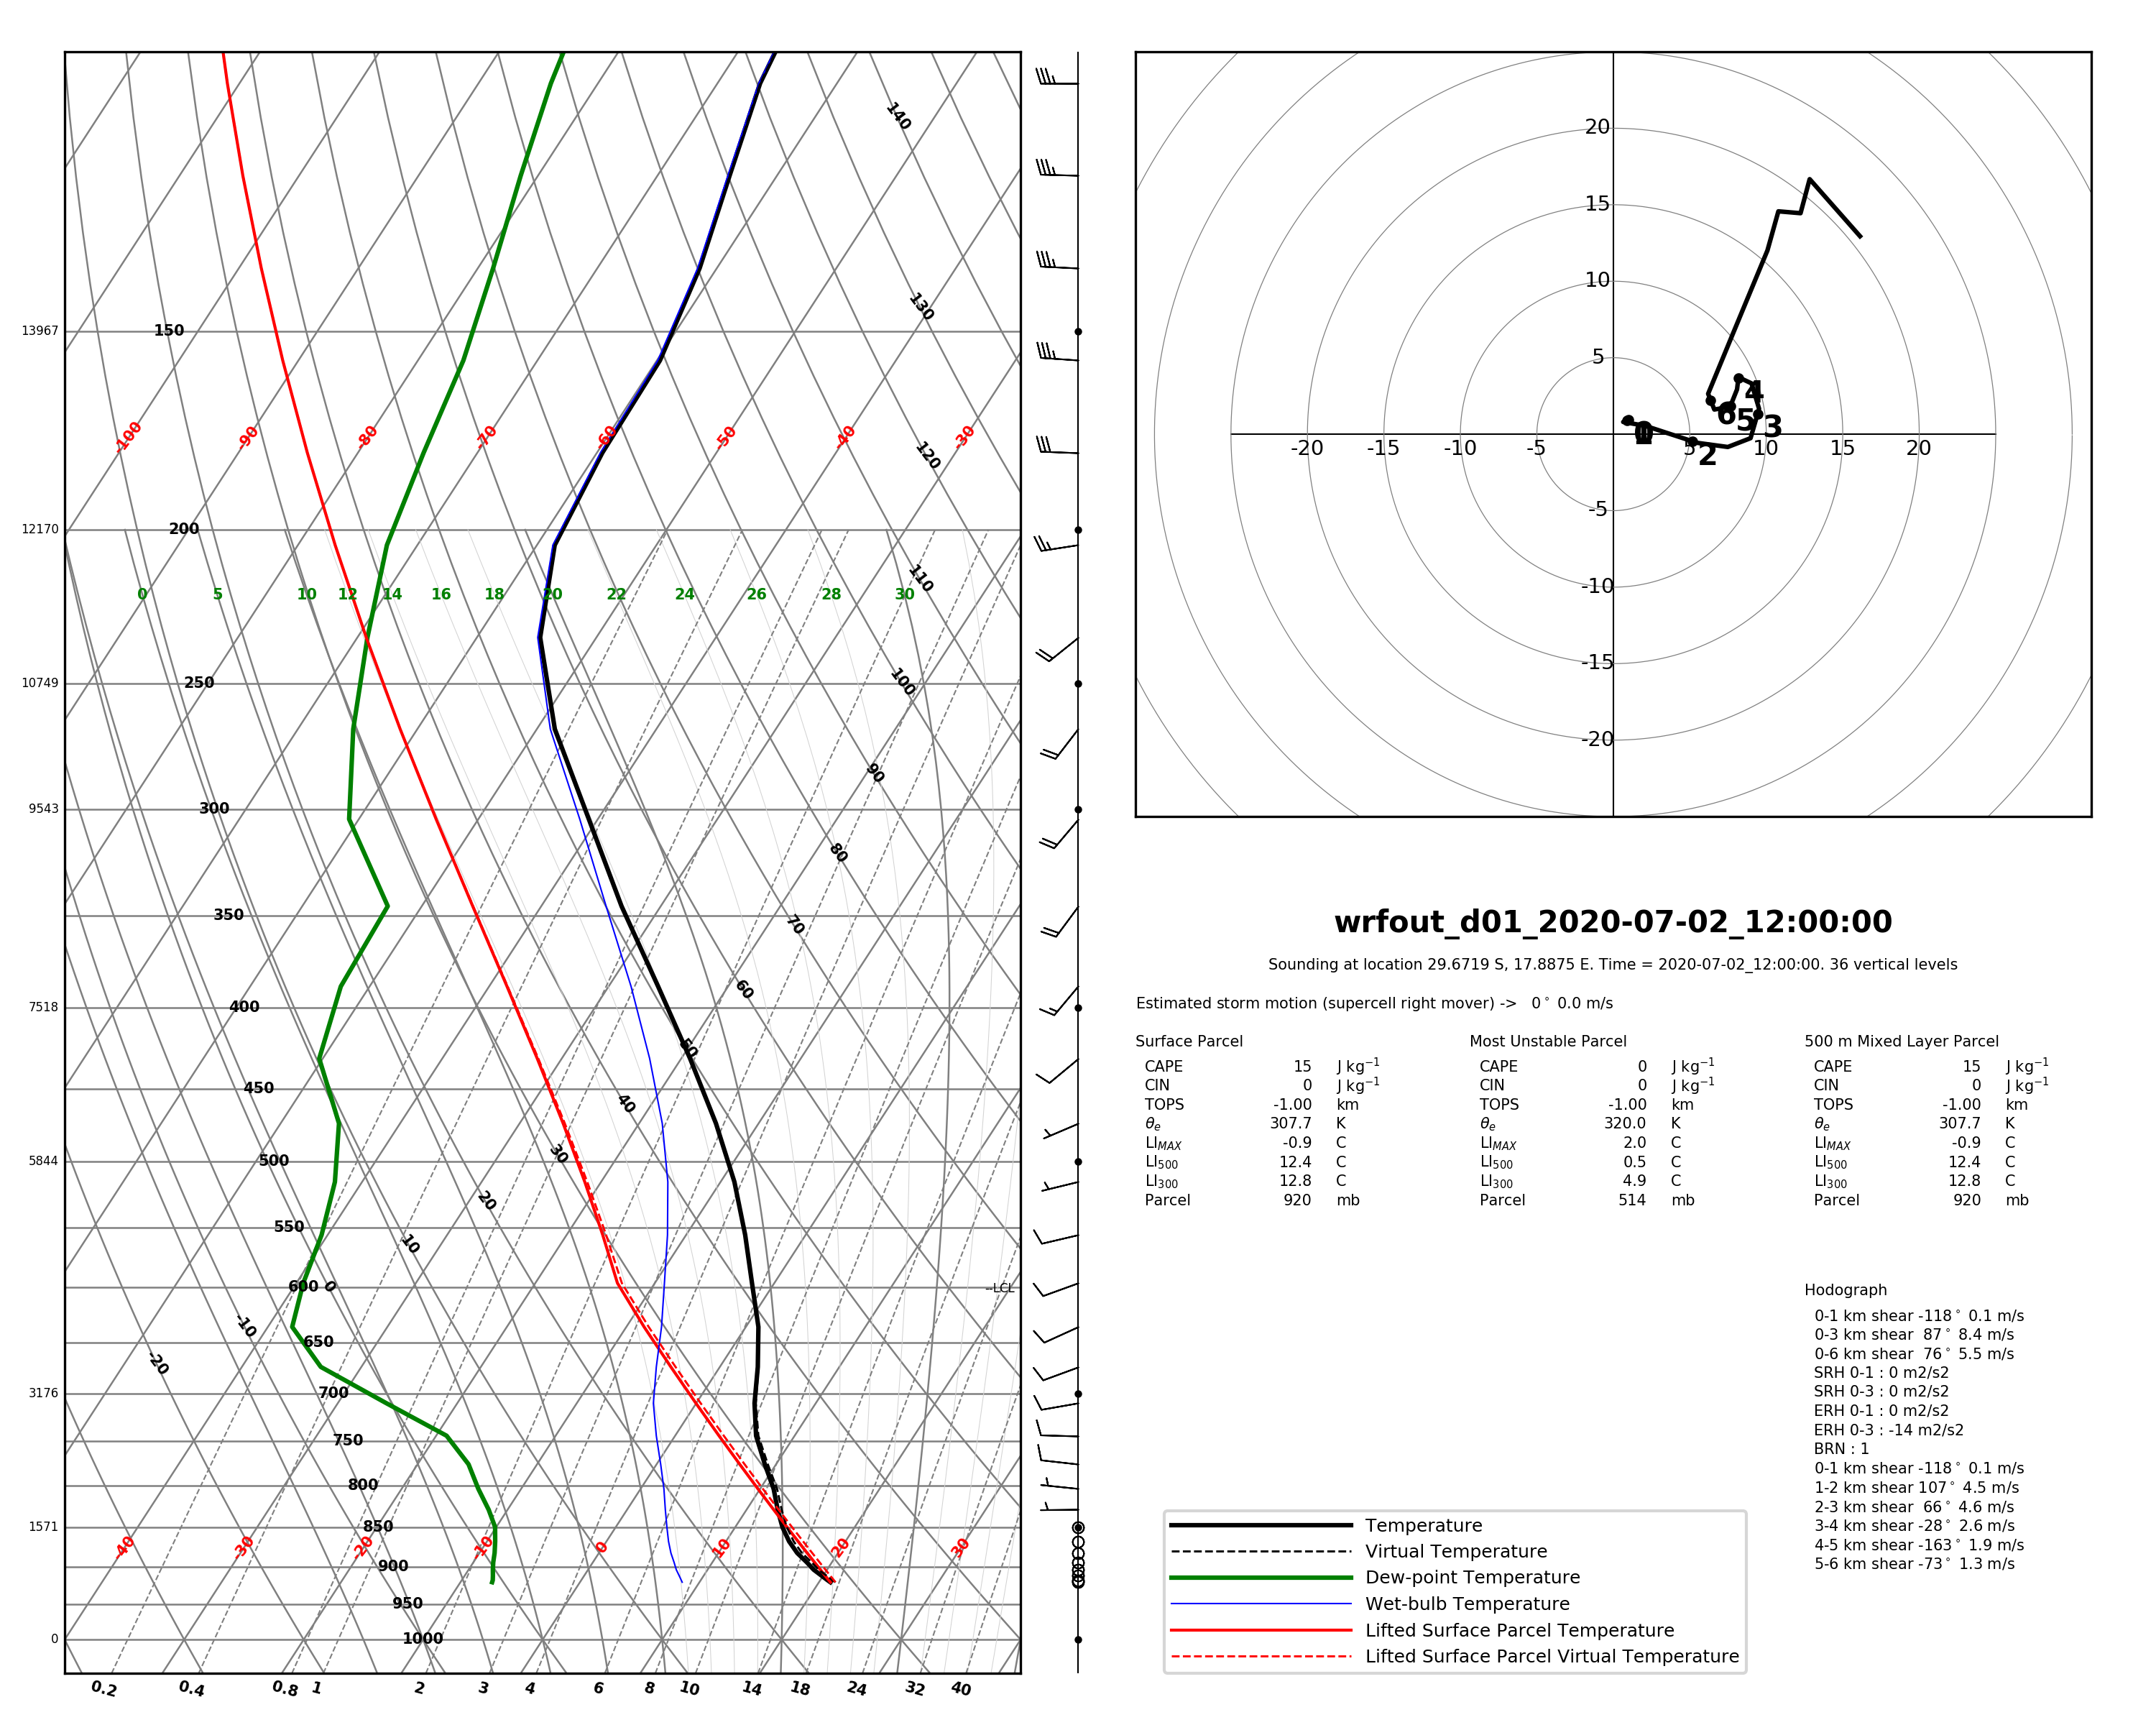 140
130
13967 150
-100 -90 -80 -70 -60 -50 -40 -30
120
12170 200
110
0 5 10 12 14 16 18 20 22 24 26 28 30
10749 250
100
90
9543 300
80
350
70
60
7518 400
50
450
40
5844 500
30
20
550
10
600 0
--LCL
-10
650
-20
3176 700
750
800
1571 850
-40 -30 -20 -10 0 10 20 30
900
950
0 1000
0.2 0.4 0.8 1 2 3 4 6 8 10 14 18 24 32 40
20
15
10
5
-20 -15 -10 -5 5 10 15 20
-5
-10
-15
-20
0
1
2
3
4
5
6
wrfout_d01_2020-07-02_12:00:00
Sounding at location 29.6719 S, 17.8875 E. Time = 2020-07-02_12:00:00. 36 vertical levels
Estimated storm motion (supercell right mover) -> 0° 0.0 m/s
Surface Parcel
CAPE 15 J kg⁻¹
CIN 0 J kg⁻¹
TOPS -1.00 km
θₑ 307.7 K
LI_MAX -0.9 C
LI₅₀₀ 12.4 C
LI₃₀₀ 12.8 C
Parcel 920 mb
Most Unstable Parcel
CAPE 0 J kg⁻¹
CIN 0 J kg⁻¹
TOPS -1.00 km
θₑ 320.0 K
LI_MAX 2.0 C
LI₅₀₀ 0.5 C
LI₃₀₀ 4.9 C
Parcel 514 mb
500 m Mixed Layer Parcel
CAPE 15 J kg⁻¹
CIN 0 J kg⁻¹
TOPS -1.00 km
θₑ 307.7 K
LI_MAX -0.9 C
LI₅₀₀ 12.4 C
LI₃₀₀ 12.8 C
Parcel 920 mb
Hodograph
0-1 km shear -118° 0.1 m/s
0-3 km shear 87° 8.4 m/s
0-6 km shear 76° 5.5 m/s
SRH 0-1 : 0 m2/s2
SRH 0-3 : 0 m2/s2
ERH 0-1 : 0 m2/s2
ERH 0-3 : -14 m2/s2
BRN : 1
0-1 km shear -118° 0.1 m/s
1-2 km shear 107° 4.5 m/s
2-3 km shear 66° 4.6 m/s
3-4 km shear -28° 2.6 m/s
4-5 km shear -163° 1.9 m/s
5-6 km shear -73° 1.3 m/s
Temperature
Virtual Temperature
Dew-point Temperature
Wet-bulb Temperature
Lifted Surface Parcel Temperature
Lifted Surface Parcel Virtual Temperature